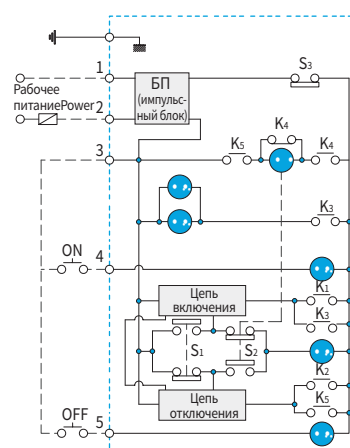 1
S3
БП
(импульс-
ный блок)
Рабочее
питаниеPower
2
K4
3
K5
K4
K3
ON
4
Цепь
включения
K1
K3
S1
S2
K2
Цепь
отключения
K5
OFF
5